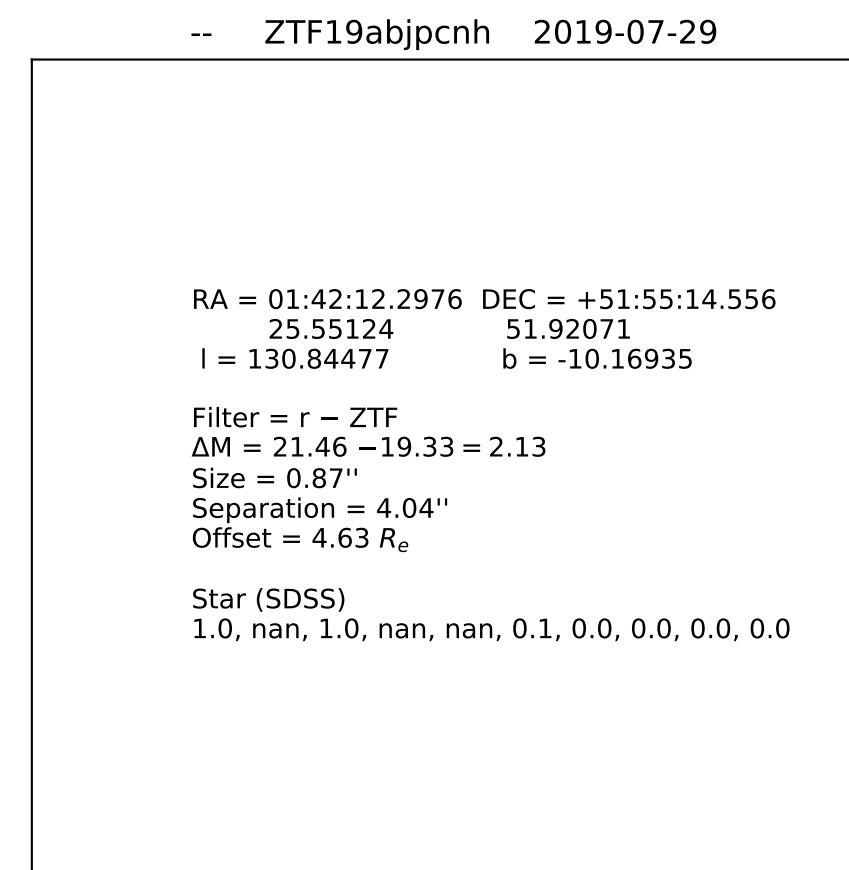 -- ZTF19abjpcnh 2019-07-29
RA = 01:42:12.2976 DEC = +51:55:14.556
25.55124 51.92071
l = 130.84477 b = -10.16935
Filter = r − ZTF
ΔM = 21.46 −19.33 = 2.13
Size = 0.87''
Separation = 4.04''
Offset = 4.63 Rₑ
Star (SDSS)
1.0, nan, 1.0, nan, nan, 0.1, 0.0, 0.0, 0.0, 0.0